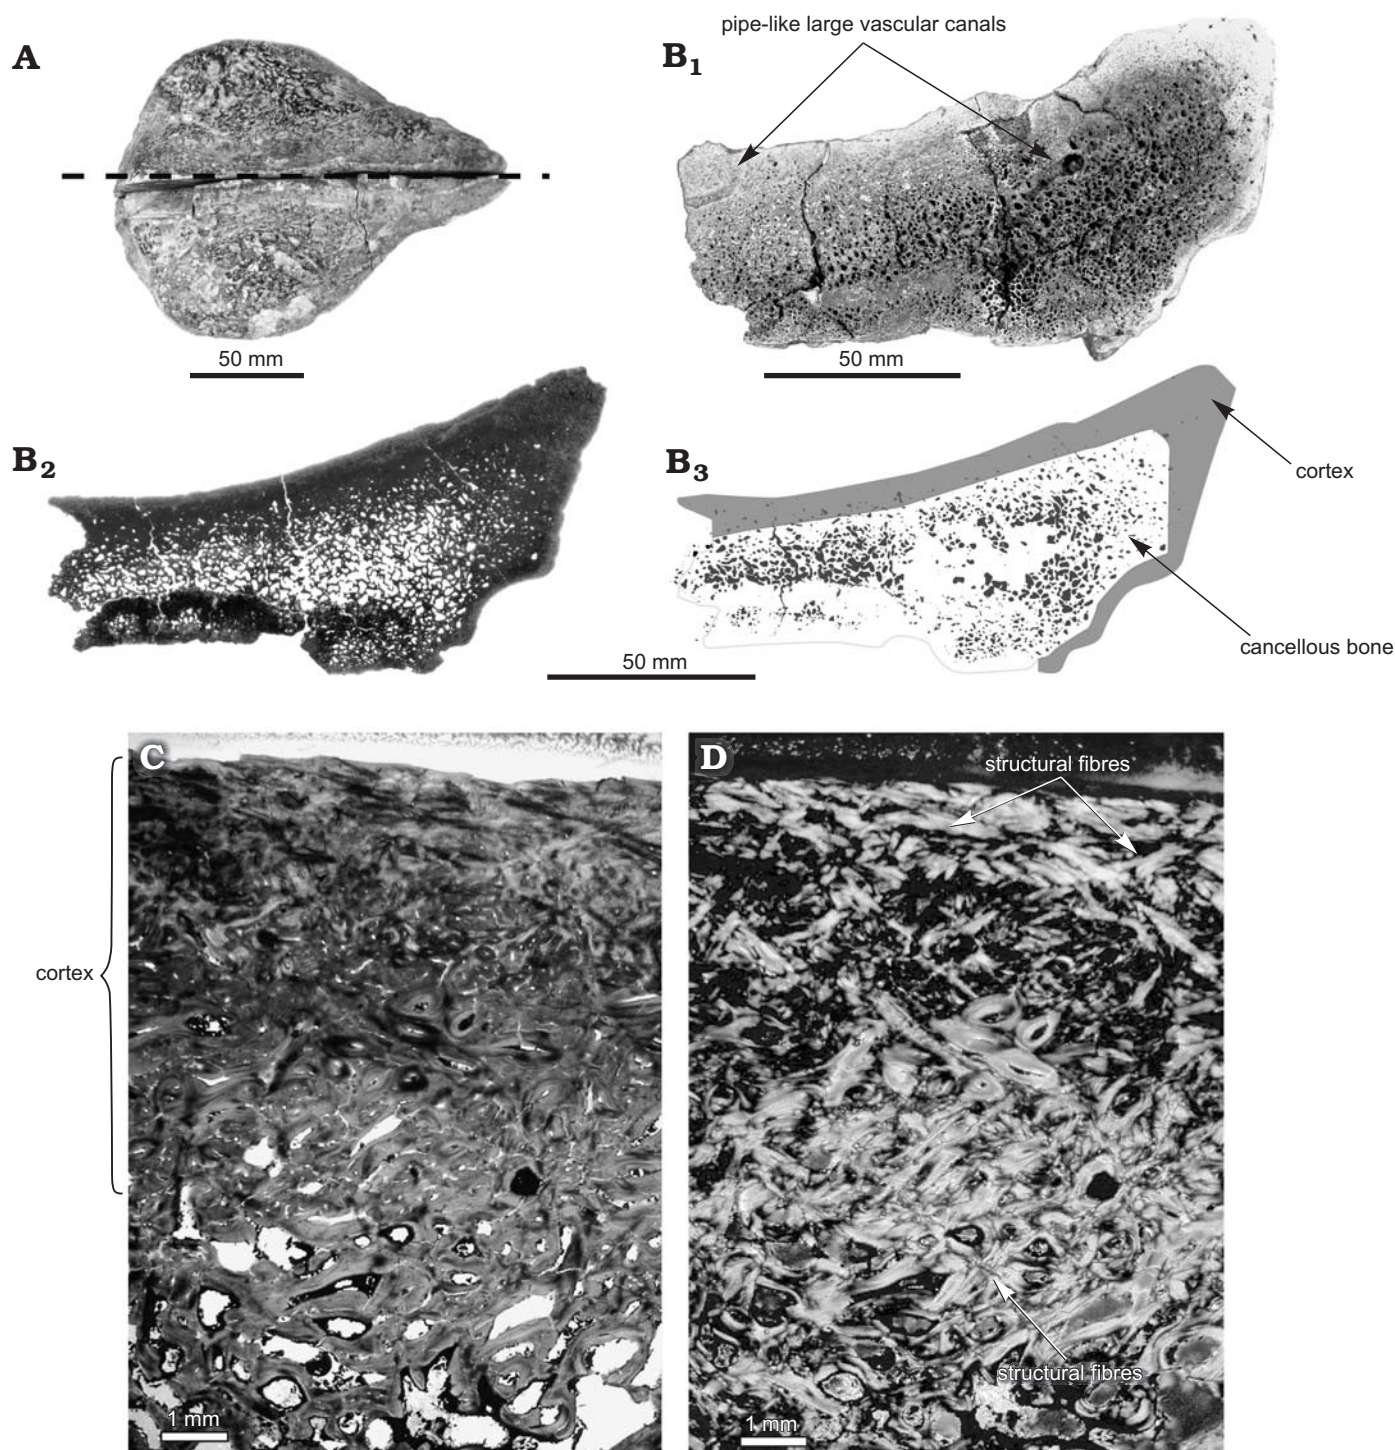 A
pipe-like large vascular canals
B1
50 mm
50 mm
B2
B3
cortex
cancellous bone
50 mm
C
D
structural fibres
cortex
structural fibres
1 mm
1 mm